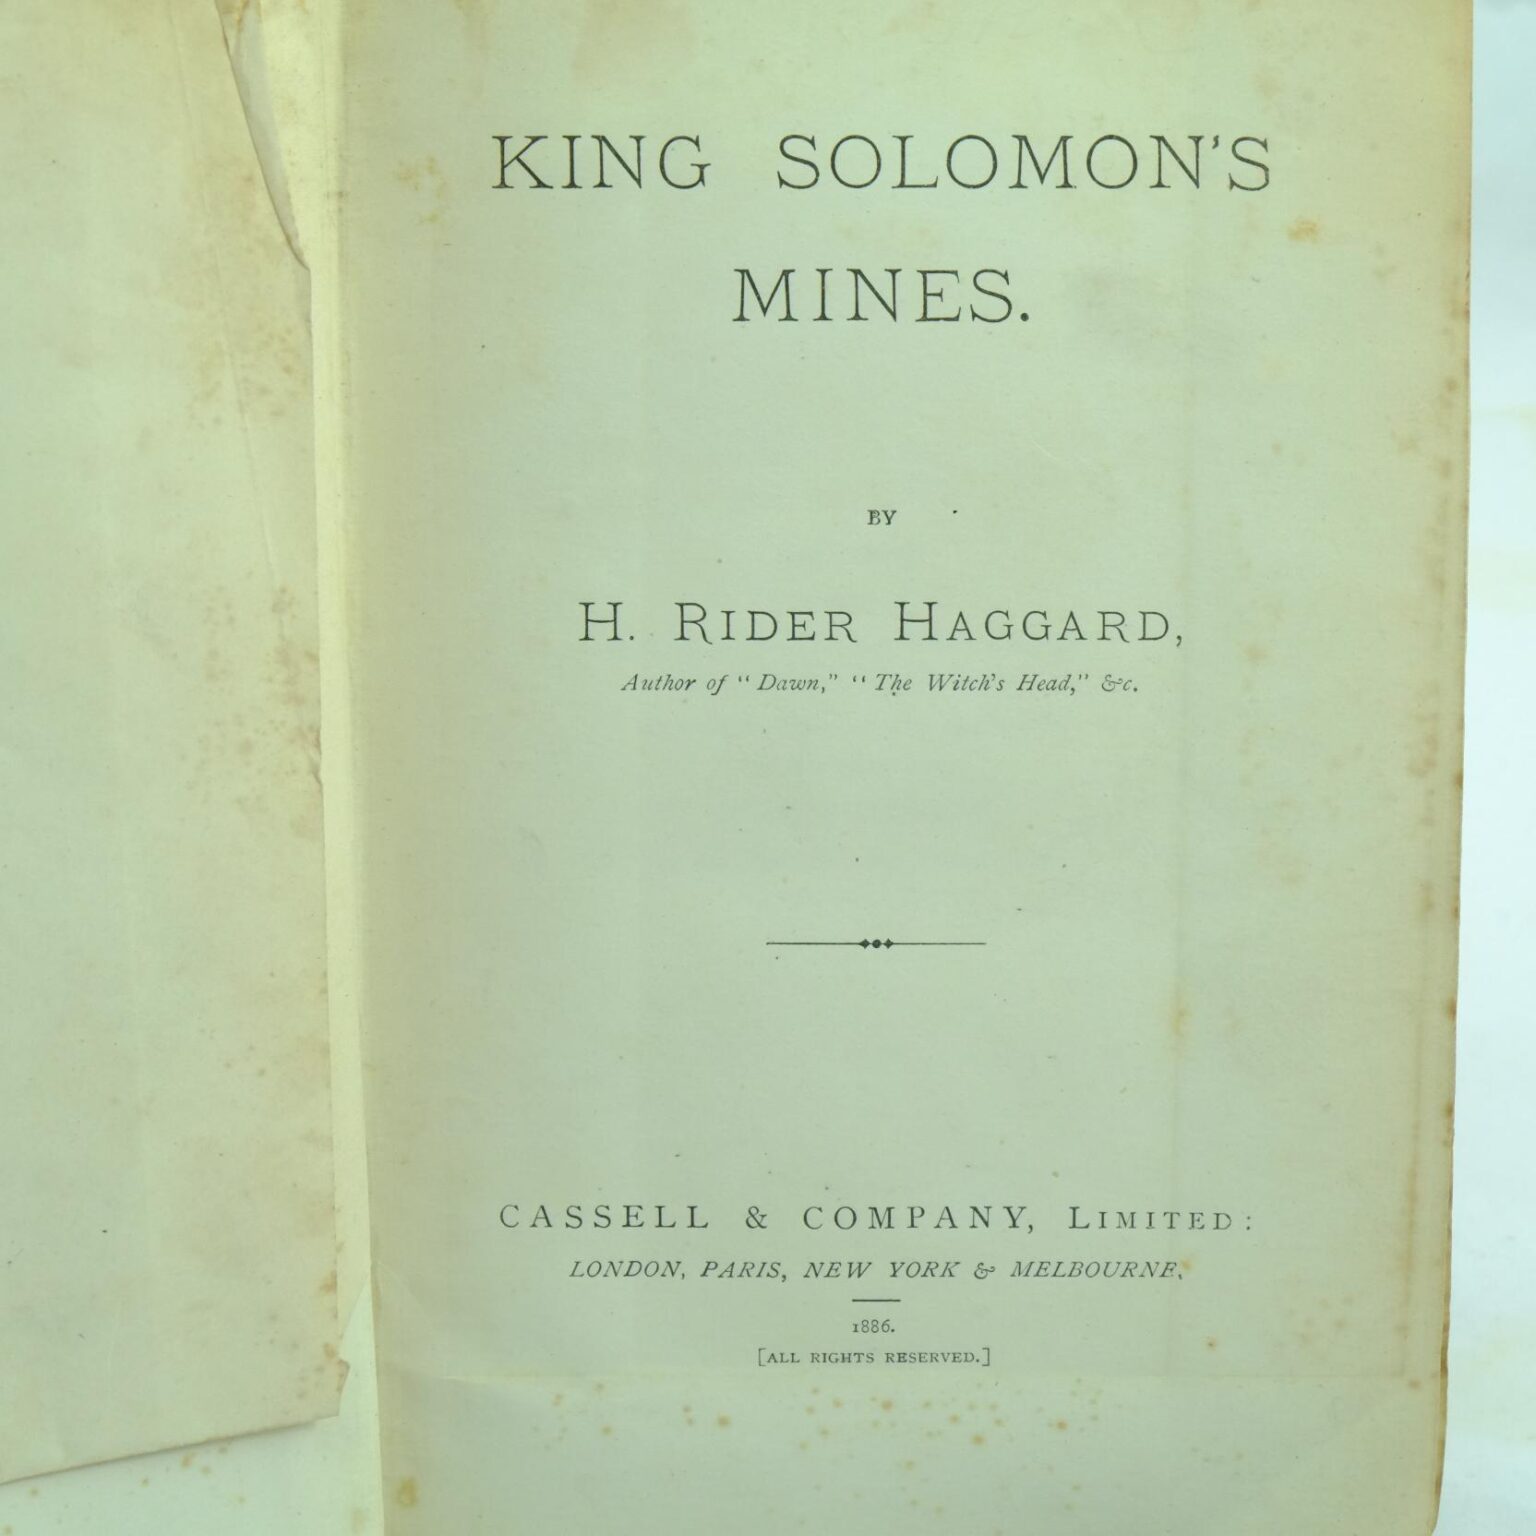 KING SOLOMON'S
MINES.
BY
H. RIDER HAGGARD,
Author of "Dawn," "The Witch's Head," &c.
CASSELL & COMPANY, LIMITED:
LONDON, PARIS, NEW YORK & MELBOURNE.
1886.
[ALL RIGHTS RESERVED.]